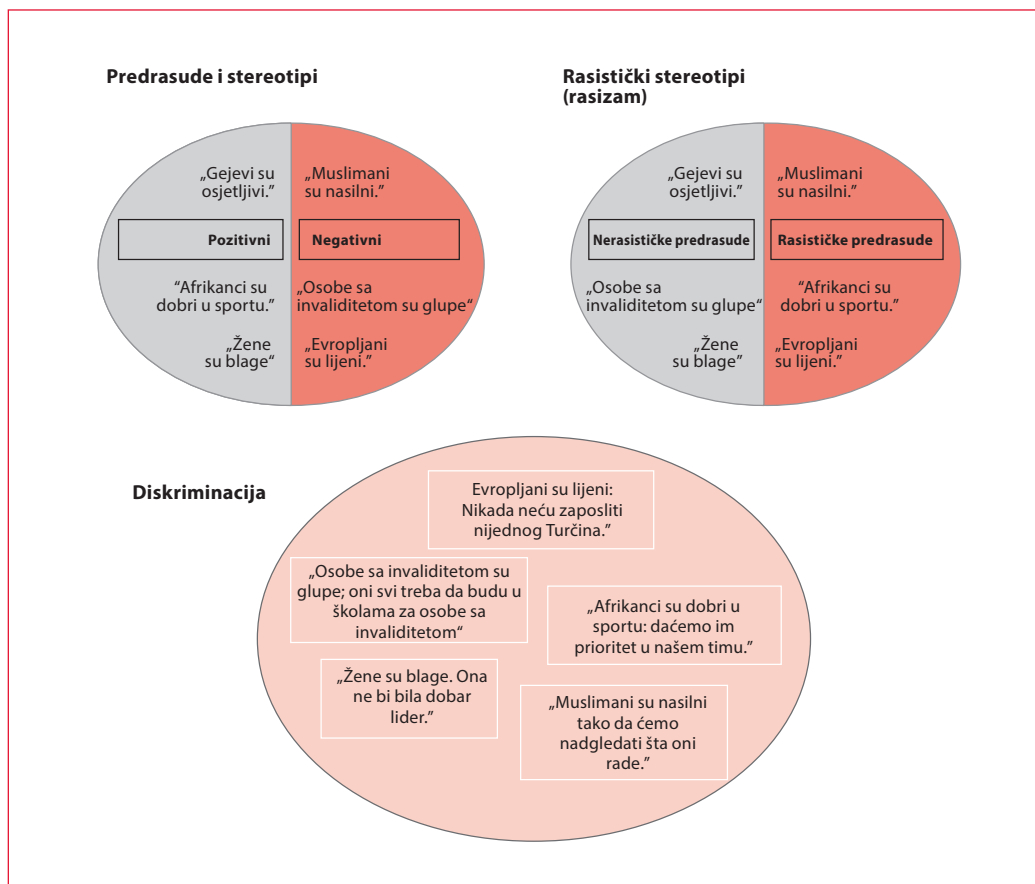 Predrasude i stereotipi
„Gejevi su
osjetljivi.”
„Muslimani
su nasilni.”
Pozitivni
Negativni
“Afrikanci su
dobri u sportu.”
„Osobe sa
invaliditetom su glupe“
„Žene
su blage“
„Evropljani
su lijeni.”
Rasistički stereotipi
(rasizam)
„Gejevi su
osjetljivi.”
„Muslimani
su nasilni.”
Nerasističke predrasude
Rasističke predrasude
„Osobe sa
invaliditetom su glupe“
“Afrikanci su
dobri u sportu.”
„Žene
su blage”
„Evropljani
su lijeni.”
Diskriminacija
Evropljani su lijeni:
Nikada neću zaposliti
nijednog Turčina.”
„Osobe sa invaliditetom su
glupe; oni svi treba da budu u
školama za osobe sa
invaliditetom“
„Afrikanci su dobri u
sportu: daćemo im
prioritet u našem timu.”
„Žene su blage. Ona
ne bi bila dobar
lider.”
„Muslimani su nasilni
tako da ćemo
nadgledati šta oni
rade.”